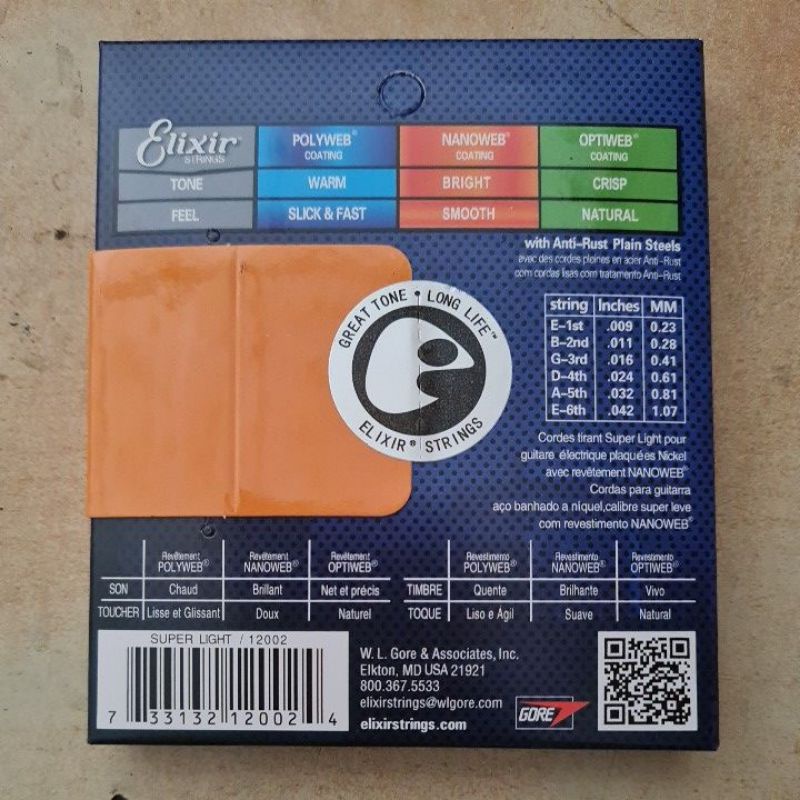 Elixir POLYWEB® NANOWEB® OPTIWEB®
STRINGS COATING COATING COATING
TONE WARM BRIGHT CRISP
FEEL SLICK & FAST SMOOTH NATURAL
with Anti-Rust Plain Steels
avec des cordes pleines en acier Anti-Rust
com cordas lisas com tratamento Anti-Rust
GREAT TONE • LONG LIFE™
ELIXIR® STRINGS
string Inches MM
E-1st .009 0.23
B-2nd .011 0.28
G-3rd .016 0.41
D-4th .024 0.61
A-5th .032 0.81
E-6th .042 1.07
Cordes tirant Super Light pour
guitare électrique plaquées Nickel
avec revêtement NANOWEB®
Cordas para guitarra
aço banhado a níquel,calibre super leve
com revestimento NANOWEB®
Revêtement Revêtement Revêtement
POLYWEB® NANOWEB® OPTIWEB®
SON Chaud Brillant Net et précis
TOUCHER Lisse et Glissant Doux Naturel
Revestimento Revestimento Revestimento
POLYWEB® NANOWEB® OPTIWEB®
TIMBRE Quente Brilhante Vivo
TOQUE Liso e Ágil Suave Natural
SUPER LIGHT / 12002
7 33132 12002 4
W. L. Gore & Associates, Inc.
Elkton, MD USA 21921
800.367.5533
elixirstrings@wlgore.com
elixirstrings.com
GORE